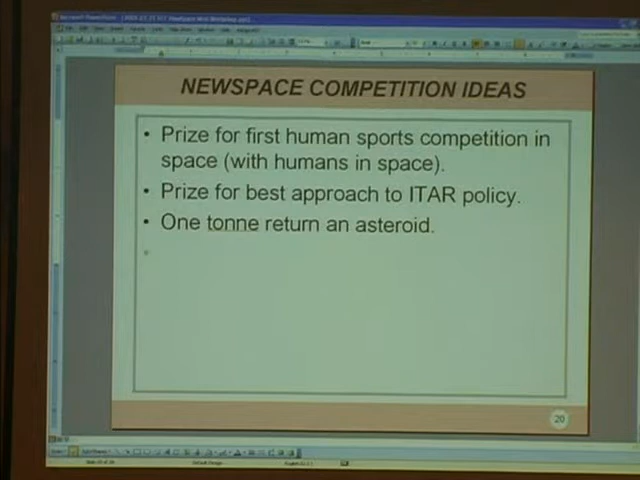 NEWSPACE COMPETITION IDEAS
• Prize for first human sports competition in
space (with humans in space).
• Prize for best approach to ITAR policy.
• One tonne return an asteroid.
20